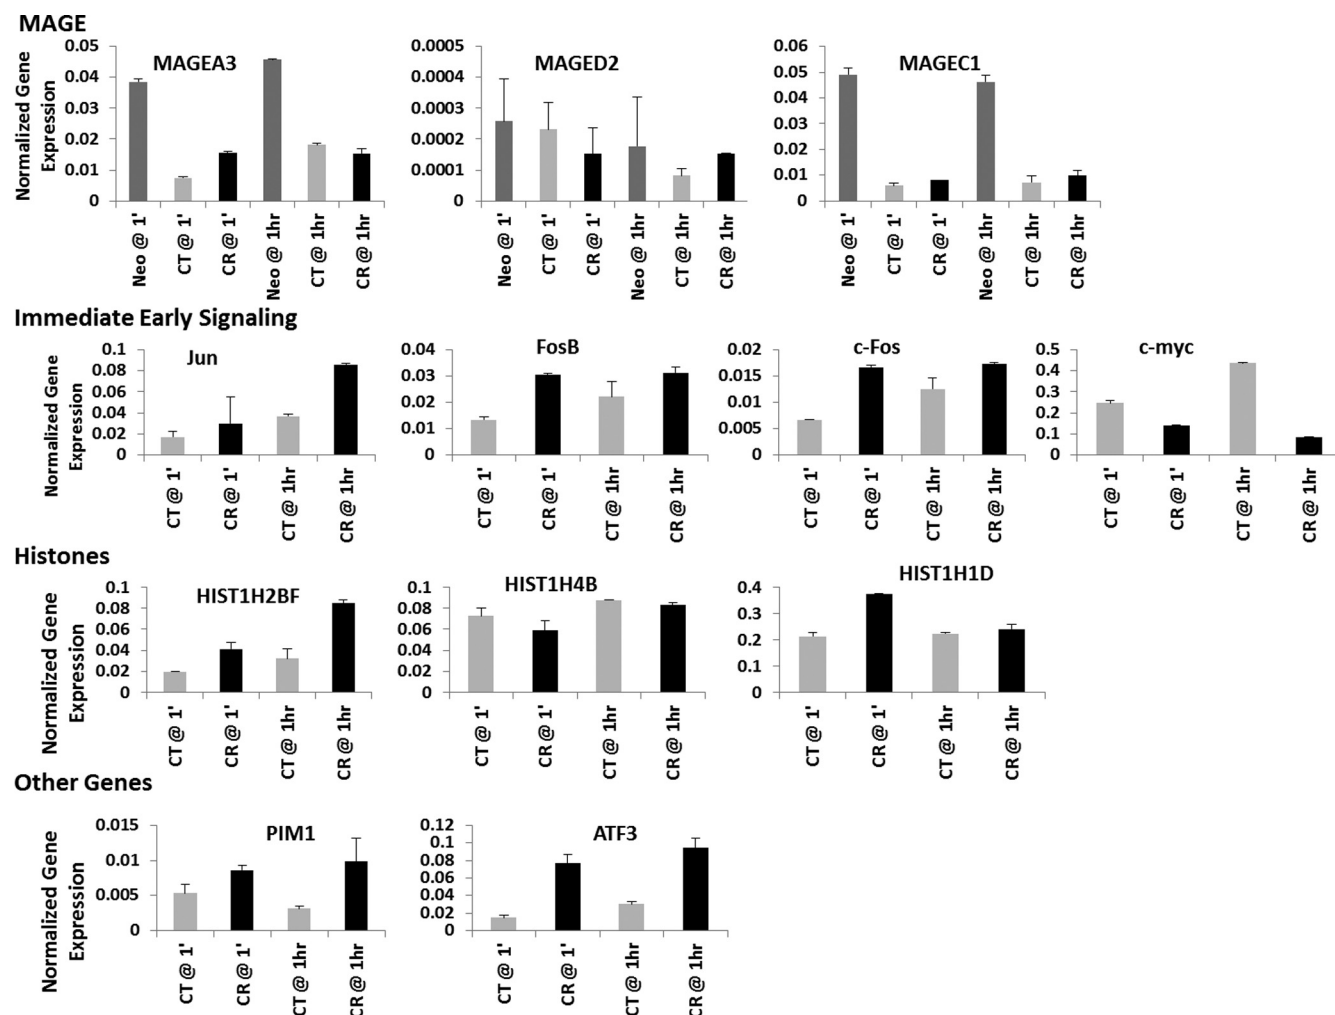 MAGE
Normalized Gene
Expression
MAGEA3
0.05
0.04
0.03
0.02
0.01
0
Neo @ 1'
CT @ 1'
CR @ 1'
Neo @ 1hr
CT @ 1hr
CR @ 1hr
MAGED2
0.0005
0.0004
0.0003
0.0002
0.0001
0
Neo @ 1'
CT @ 1'
CR @ 1'
Neo @ 1hr
CT @ 1hr
CR @ 1hr
MAGEC1
0.06
0.05
0.04
0.03
0.02
0.01
0
Neo @ 1'
CT @ 1'
CR @ 1'
Neo @ 1hr
CT @ 1hr
CR @ 1hr
Immediate Early Signaling
Normalized Gene
Expression
Jun
0.1
0.08
0.06
0.04
0.02
0
CT @ 1'
CR @ 1'
CT @ 1hr
CR @ 1hr
FosB
0.04
0.03
0.02
0.01
0
CT @ 1'
CR @ 1'
CT @ 1hr
CR @ 1hr
c-Fos
0.02
0.015
0.01
0.005
0
CT @ 1'
CR @ 1'
CT @ 1hr
CR @ 1hr
c-myc
0.5
0.4
0.3
0.2
0.1
0
CT @ 1'
CR @ 1'
CT @ 1hr
CR @ 1hr
Histones
Normalized Gene
Expression
HIST1H2BF
0.1
0.08
0.06
0.04
0.02
0
CT @ 1'
CR @ 1'
CT @ 1hr
CR @ 1hr
HIST1H4B
0.1
0.08
0.06
0.04
0.02
0
CT @ 1'
CR @ 1'
CT @ 1hr
CR @ 1hr
HIST1H1D
0.4
0.3
0.2
0.1
0
CT @ 1'
CR @ 1'
CT @ 1hr
CR @ 1hr
Other Genes
Normalized Gene
Expression
PIM1
0.015
0.01
0.005
0
CT @ 1'
CR @ 1'
CT @ 1hr
CR @ 1hr
ATF3
0.12
0.1
0.08
0.06
0.04
0.02
0
CT @ 1'
CR @ 1'
CT @ 1hr
CR @ 1hr